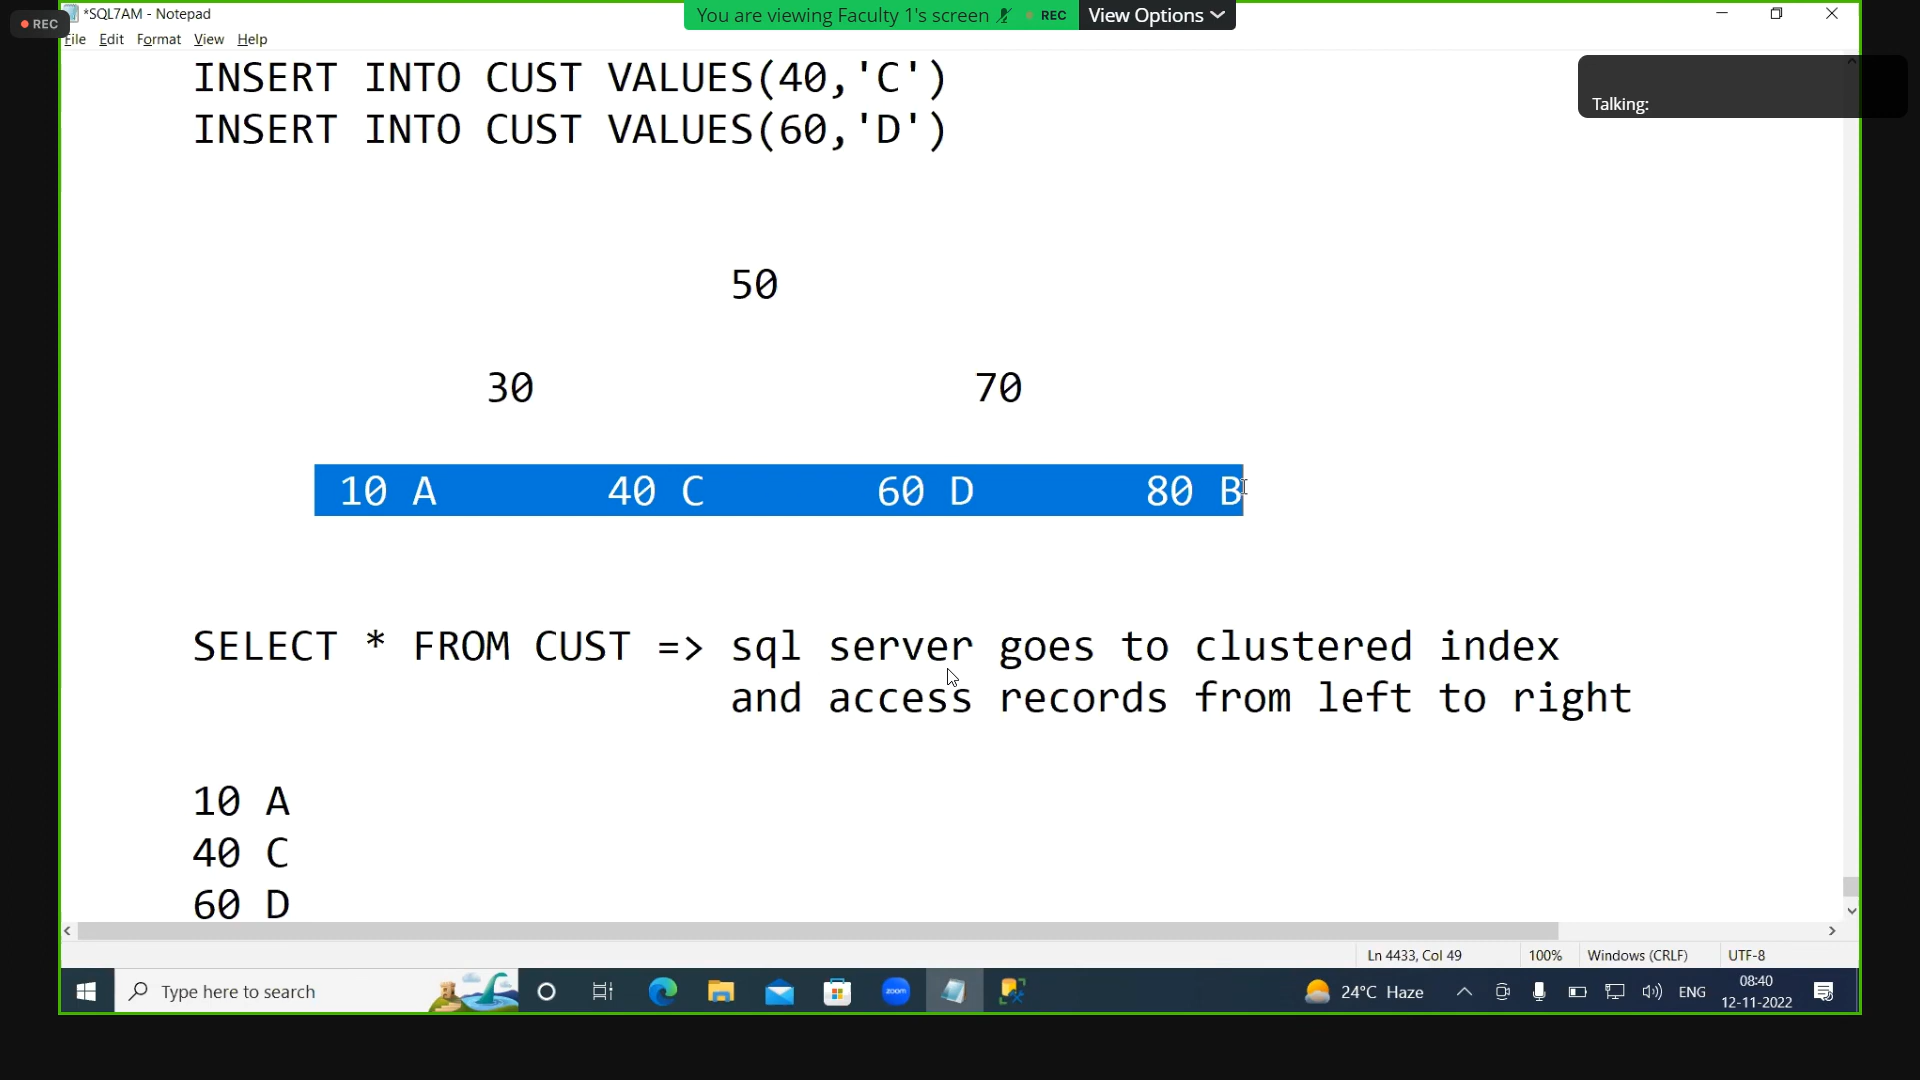 REC
*SQL7AM - Notepad
You are viewing Faculty 1's screen
REC
View Options
File Edit Format View Help
Talking:
INSERT INTO CUST VALUES(40,'C')
INSERT INTO CUST VALUES(60,'D')
50
30 70
10 A 40 C 60 D 80 B
SELECT * FROM CUST => sql server goes to clustered index
and access records from left to right
10 A
40 C
60 D
Ln 4433, Col 49 100% Windows (CRLF) UTF-8
Type here to search
zoom
24°C Haze
ENG
08:40
12-11-2022